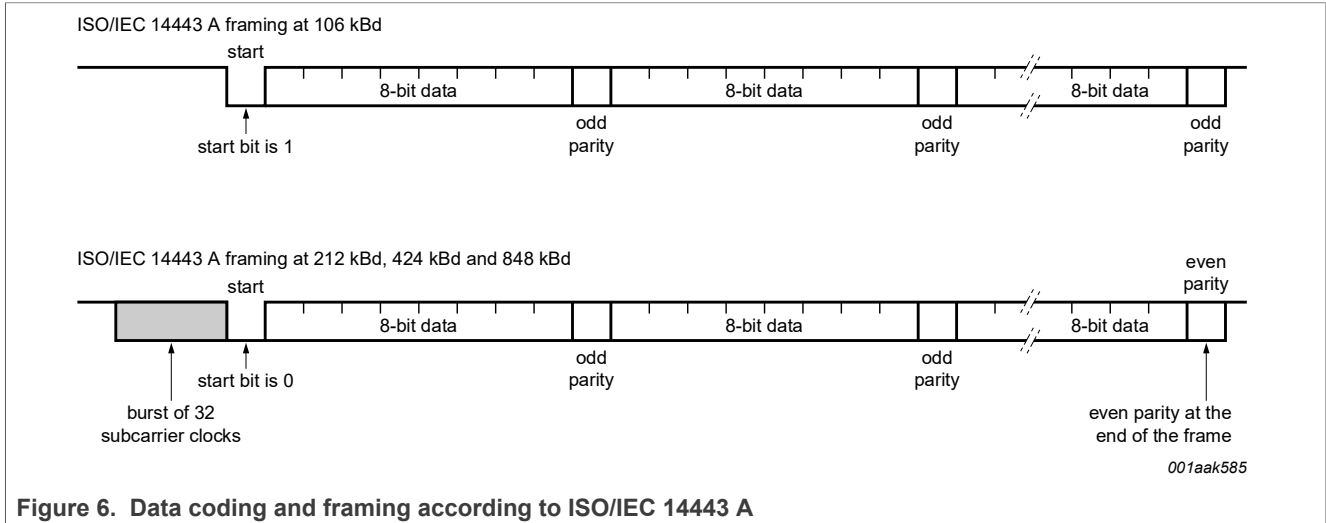 ISO/IEC 14443 A framing at 106 kBd
start
8-bit data
8-bit data
8-bit data
odd
parity
odd
parity
odd
parity
start bit is 1
ISO/IEC 14443 A framing at 212 kBd, 424 kBd and 848 kBd
even
parity
start
8-bit data
8-bit data
8-bit data
odd
parity
odd
parity
start bit is 0
burst of 32
subcarrier clocks
even parity at the
end of the frame
001aak585
Figure 6. Data coding and framing according to ISO/IEC 14443 A